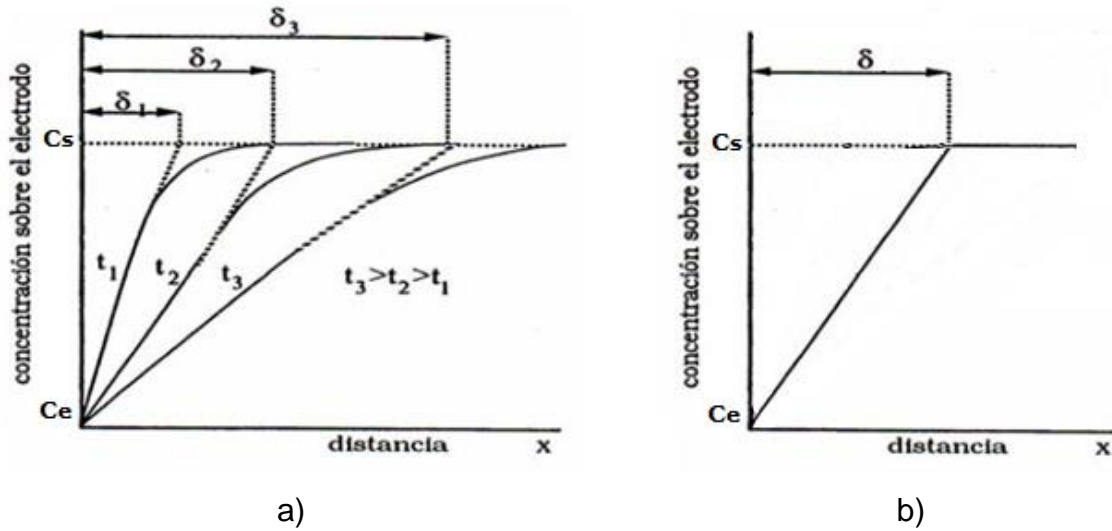 δ₃
δ₂
δ₁
Cs
t₁
t₂
t₃
t₃>t₂>t₁
Ce
concentración sobre el electrodo
distancia
x
a)
δ
Cs
Ce
concentración sobre el electrodo
distancia
x
b)